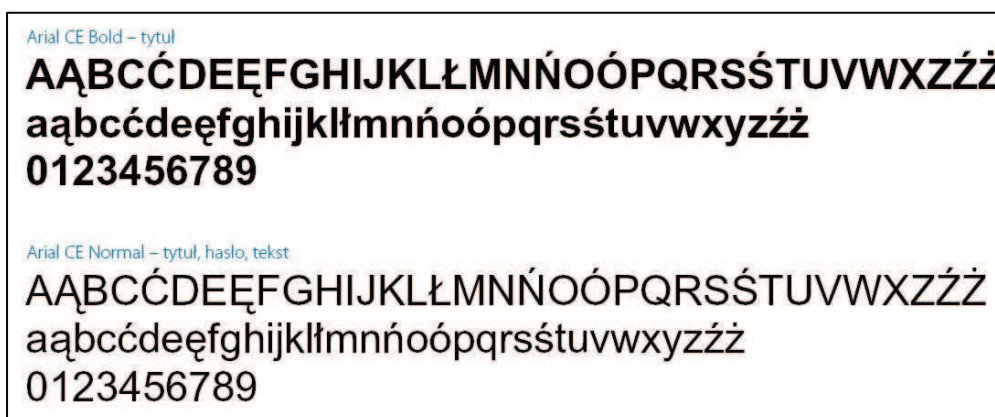 Arial CE Bold – tytuł
AĄBCĆDEĘFGHIJKLŁMNŃOÓPQRSŚTUVWXZŹŻ
aąbcćdeęfghijklłmnńoópqrsśtuvwxyzźż
0123456789
Arial CE Normal – tytuł, hasło, tekst
AĄBCĆDEĘFGHIJKLŁMNŃOÓPQRSŚTUVWXZŹŻ
aąbcćdeęfghijklłmnńoópqrsśtuvwxyzźż
0123456789